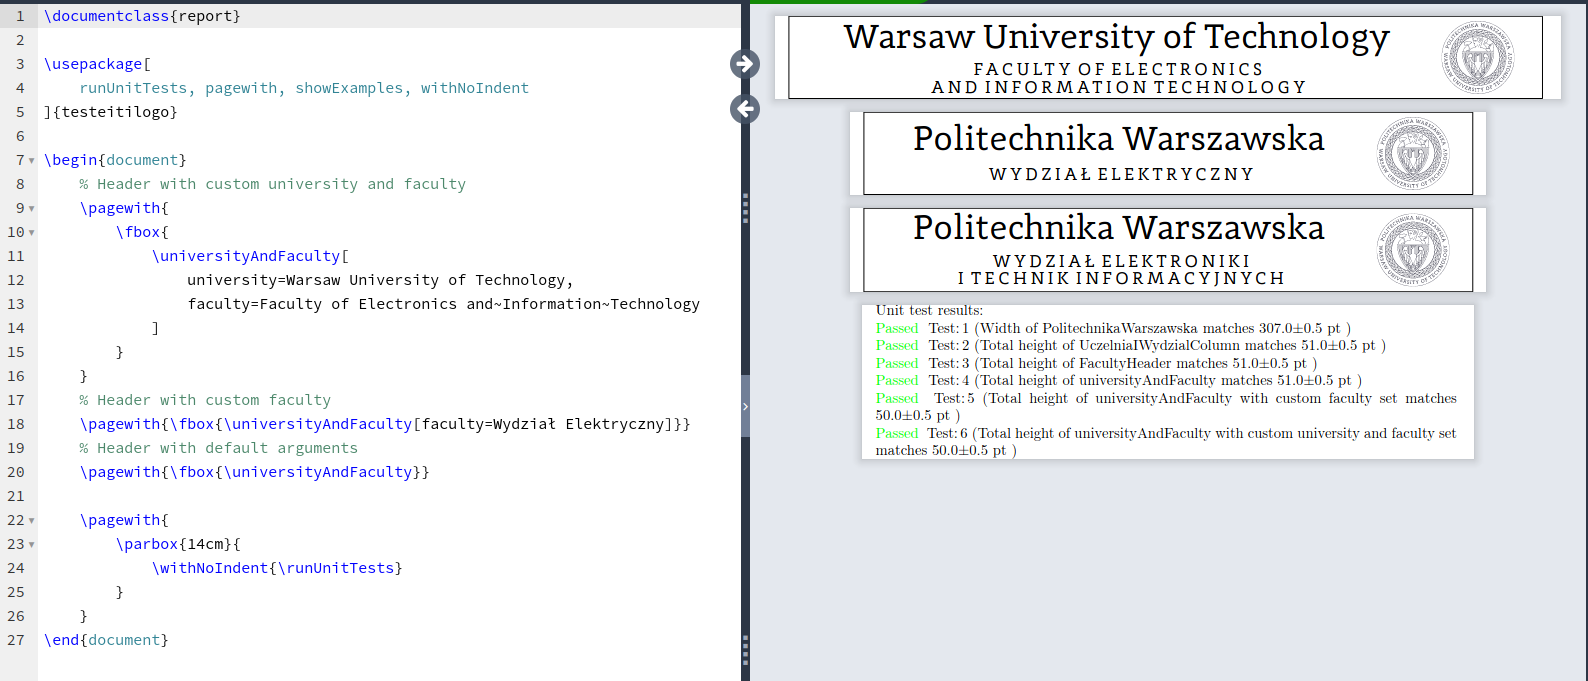 1 \documentclass{report}
2
3 \usepackage[
4 runUnitTests, pagewith, showExamples, withNoIndent
5 ]{testeitilogo}
6
7 \begin{document}
8 % Header with custom university and faculty
9 \pagewith{
10 \fbox{
11 \universityAndFaculty[
12 university=Warsaw University of Technology,
13 faculty=Faculty of Electronics and~Information~Technology
14 ]
15 }
16 }
17 % Header with custom faculty
18 \pagewith{\fbox{\universityAndFaculty[faculty=Wydział Elektryczny]}}
19 % Header with default arguments
20 \pagewith{\fbox{\universityAndFaculty}}
21
22 \pagewith{
23 \parbox{14cm}{
24 \withNoIndent{\runUnitTests}
25 }
26 }
27 \end{document}
Warsaw University of Technology
FACULTY OF ELECTRONICS
AND INFORMATION TECHNOLOGY
POLITECHNIKA WARSZAWSKA
WARSAW UNIVERSITY OF TECHNOLOGY
Politechnika Warszawska
WYDZIAŁ ELEKTRYCZNY
POLITECHNIKA WARSZAWSKA
WARSAW UNIVERSITY OF TECHNOLOGY
Politechnika Warszawska
WYDZIAŁ ELEKTRONIKI
I TECHNIK INFORMACYJNYCH
POLITECHNIKA WARSZAWSKA
WARSAW UNIVERSITY OF TECHNOLOGY
Unit test results:
Passed Test: 1 (Width of PolitechnikaWarszawska matches 307.0±0.5 pt )
Passed Test: 2 (Total height of UczelniaIWydzialColumn matches 51.0±0.5 pt )
Passed Test: 3 (Total height of FacultyHeader matches 51.0±0.5 pt )
Passed Test: 4 (Total height of universityAndFaculty matches 51.0±0.5 pt )
Passed Test: 5 (Total height of universityAndFaculty with custom faculty set matches
50.0±0.5 pt )
Passed Test: 6 (Total height of universityAndFaculty with custom university and faculty set
matches 50.0±0.5 pt )